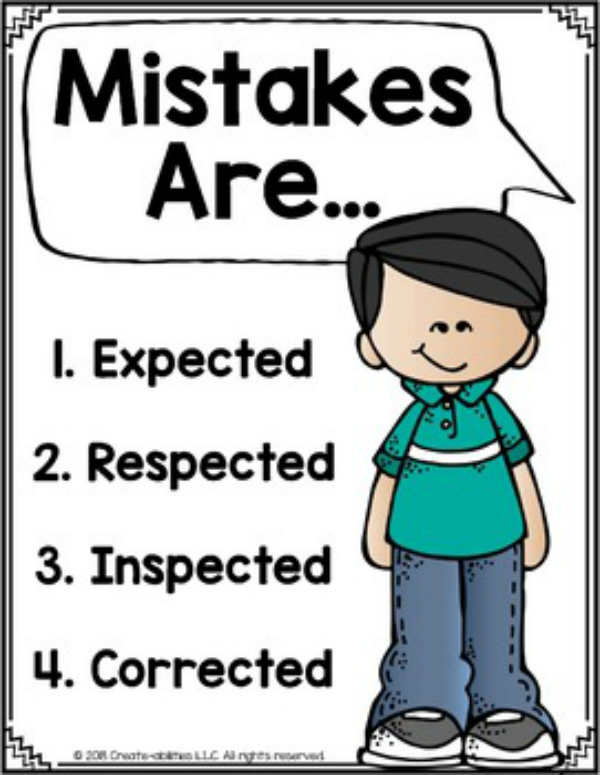 Mistakes
Are...
1. Expected
2. Respected
3. Inspected
4. Corrected
© 2018 Create-abilities LLC. All rights reserved.